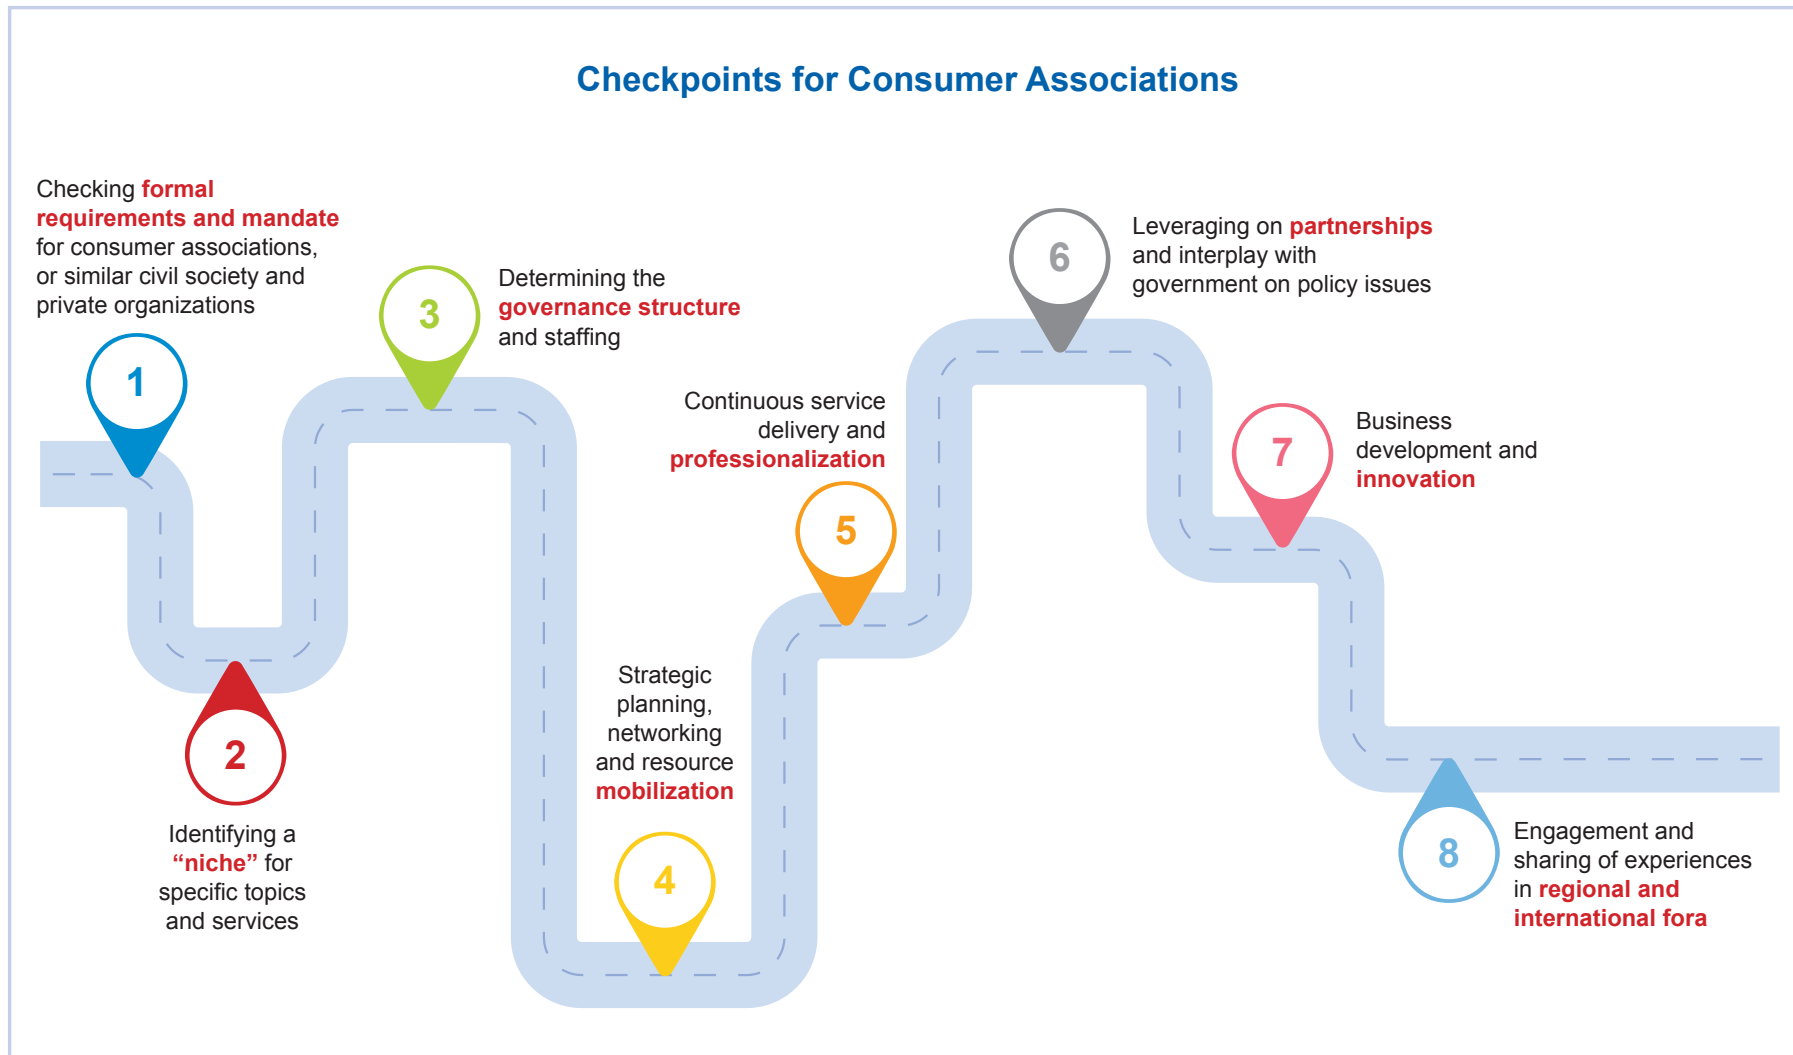 Checkpoints for Consumer Associations
Checking formal
requirements and mandate
for consumer associations,
or similar civil society and
private organizations
1
2
Identifying a
“niche” for
specific topics
and services
3
Determining the
governance structure
and staffing
Strategic
planning,
networking
and resource
mobilization
4
Continuous service
delivery and
professionalization
5
6
Leveraging on partnerships
and interplay with
government on policy issues
7
Business
development and
innovation
8
Engagement and
sharing of experiences
in regional and
international fora